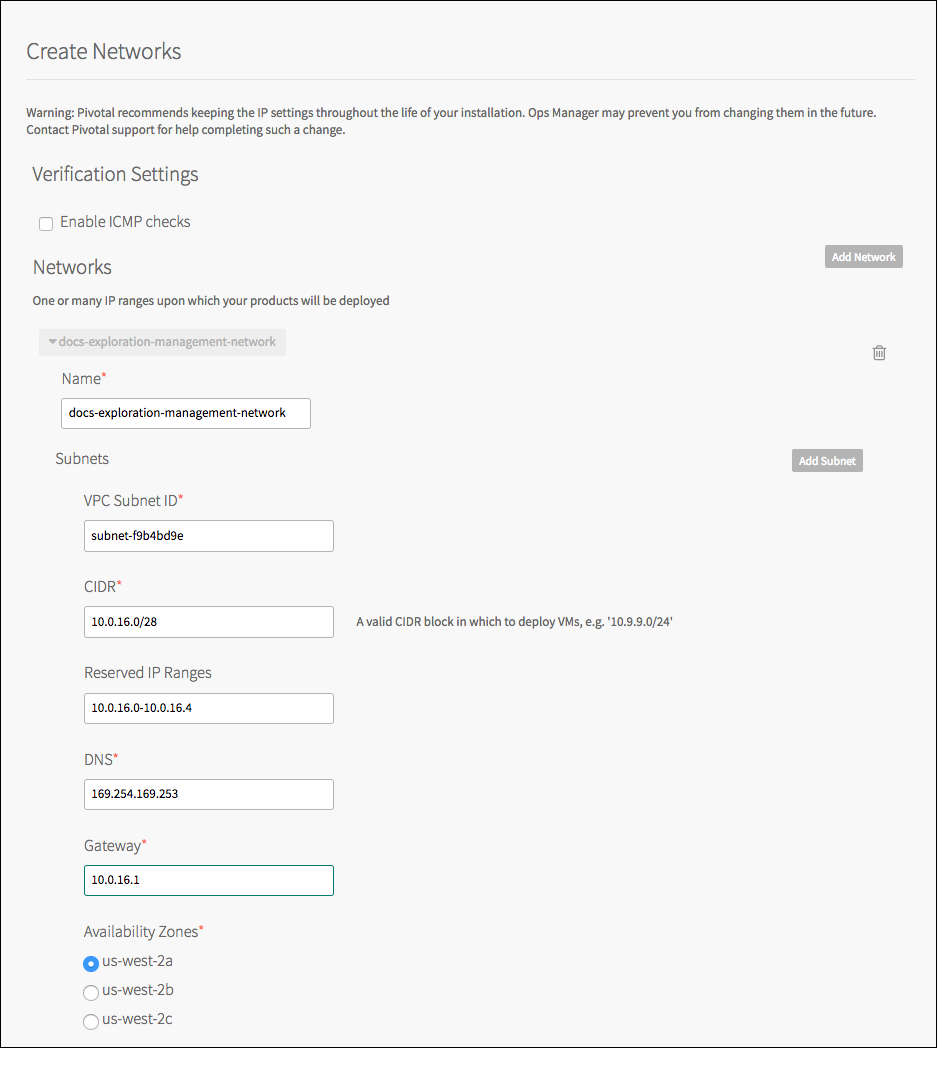 Create Networks
Warning: Pivotal recommends keeping the IP settings throughout the life of your installation. Ops Manager may prevent you from changing them in the future.
Contact Pivotal support for help completing such a change.
Verification Settings
Enable ICMP checks
Networks
Add Network
One or many IP ranges upon which your products will be deployed
docs-exploration-management-network
Name*
docs-exploration-management-network
Subnets
Add Subnet
VPC Subnet ID*
subnet-f9b4bd9e
CIDR*
10.0.16.0/28
A valid CIDR block in which to deploy VMs, e.g. '10.9.9.0/24'
Reserved IP Ranges
10.0.16.0-10.0.16.4
DNS*
169.254.169.253
Gateway*
10.0.16.1
Availability Zones*
us-west-2a
us-west-2b
us-west-2c